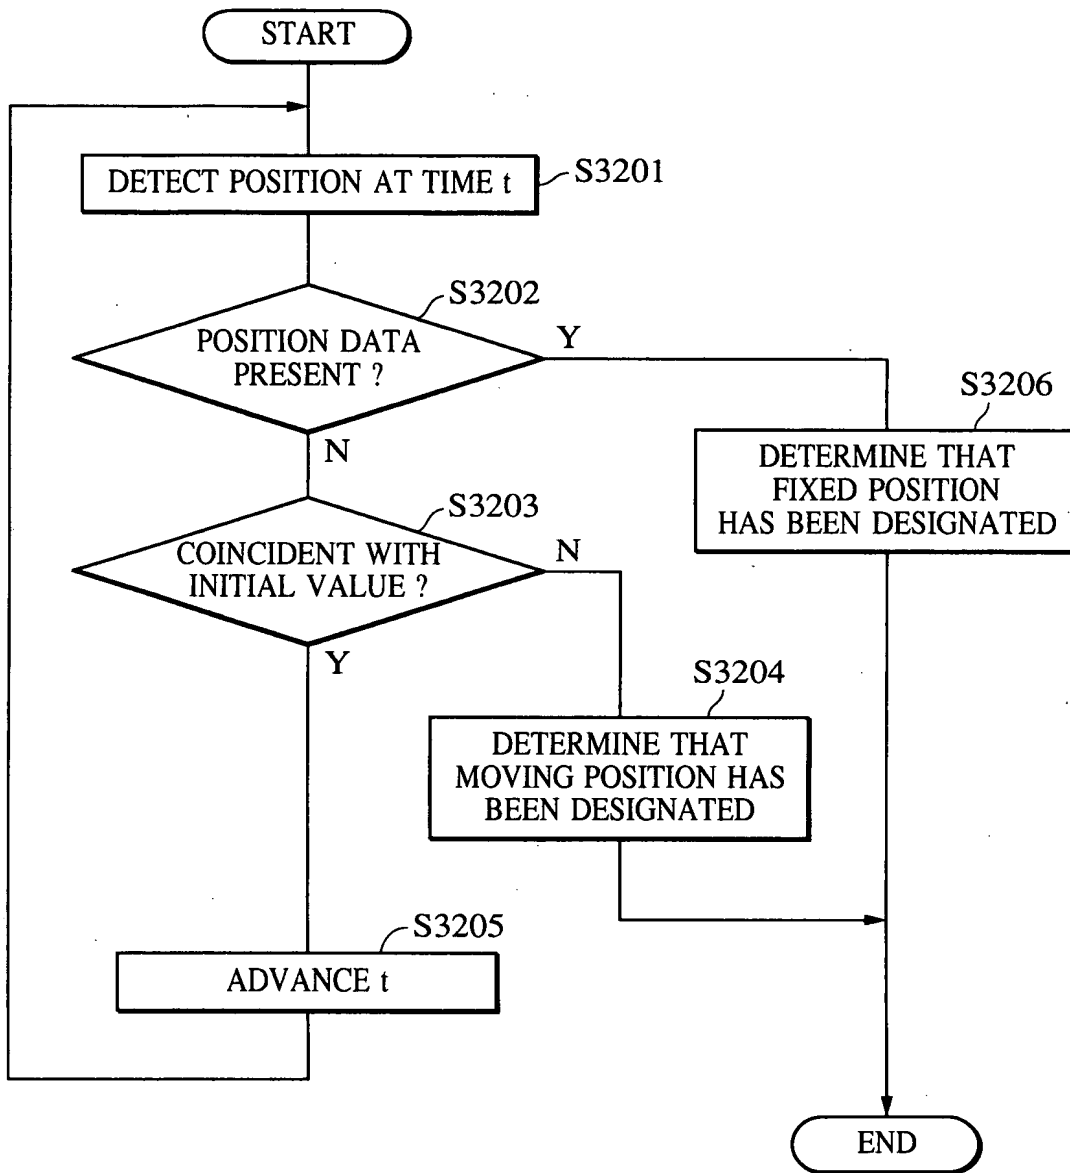 START
DETECT POSITION AT TIME t
S3201
S3202
POSITION DATA
PRESENT ?
Y
N
S3206
DETERMINE THAT
FIXED POSITION
HAS BEEN DESIGNATED
S3203
COINCIDENT WITH
INITIAL VALUE ?
N
Y
S3204
DETERMINE THAT
MOVING POSITION HAS
BEEN DESIGNATED
S3205
ADVANCE t
END